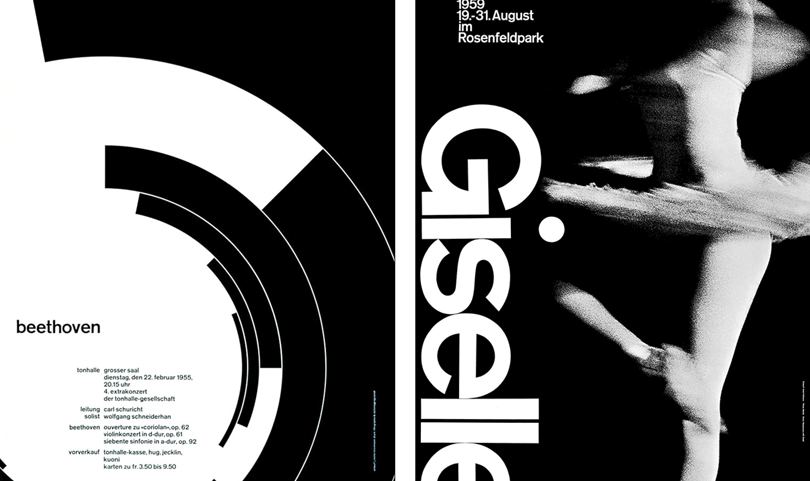 beethoven
tonhalle grosser saal
dienstag, den 22. februar 1955,
20.15 uhr
4. extrakonzert
der tonhalle-gesellschaft
leitung carl schuricht
solist wolfgang schneiderhan
beethoven ouverture zu «coriolan», op. 62
violinkonzert in d-dur, op. 61
siebente sinfonie in a-dur, op. 92
vorverkauf tonhalle-kasse, hug, jecklin,
kuoni
karten zu fr. 3.50 bis 9.50
1959
19.-31. August
im
Rosenfeldpark
Giselle